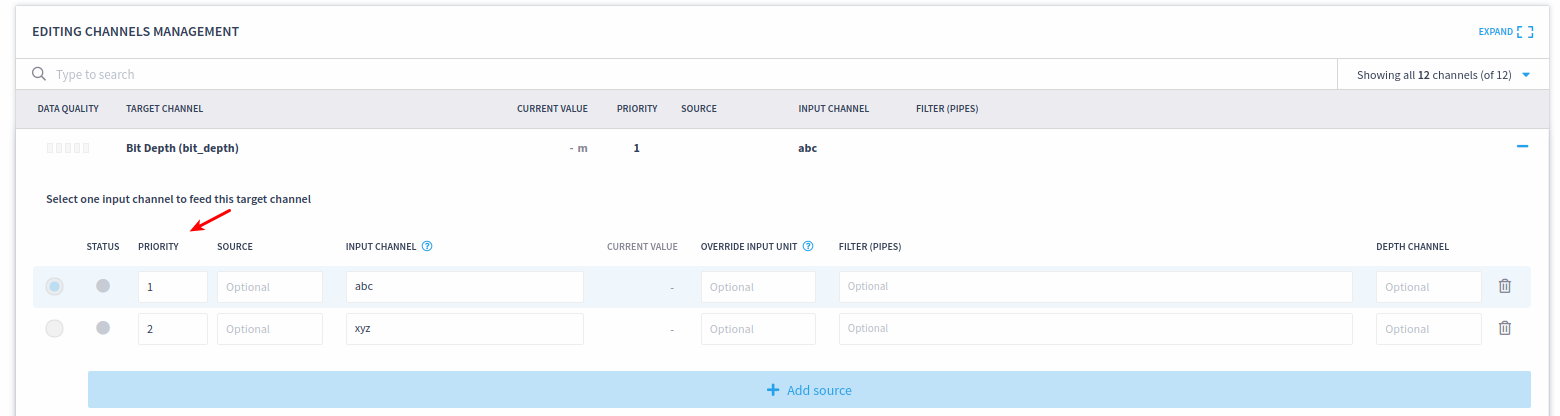 EDITING CHANNELS MANAGEMENT EXPAND
Type to search Showing all 12 channels (of 12)
DATA QUALITY TARGET CHANNEL CURRENT VALUE PRIORITY SOURCE INPUT CHANNEL FILTER (PIPES)
Bit Depth (bit_depth) - m 1 abc
Select one input channel to feed this target channel
STATUS PRIORITY SOURCE INPUT CHANNEL ? CURRENT VALUE OVERRIDE INPUT UNIT ? FILTER (PIPES) DEPTH CHANNEL
1 Optional abc - Optional Optional Optional
2 Optional xyz - Optional Optional Optional
+ Add source